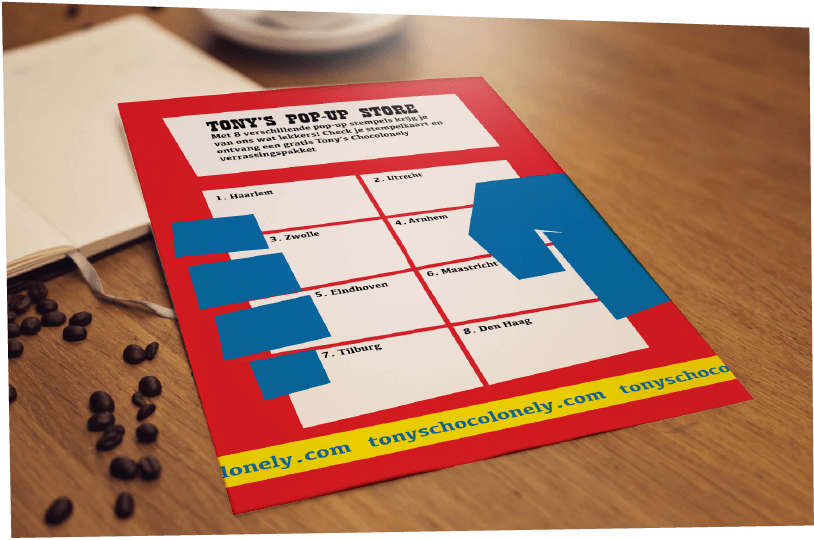 TONY'S POP-UP STORE
Met 8 verschillende pop-up stempels krijg je
van ons wat lekkers! Check je stempelkaart en
ontvang een gratis Tony's Chocolonely
verrassingspakket
1. Haarlem
2. Utrecht
3. Zwolle
4. Arnhem
5. Eindhoven
6. Maastricht
7. Tilburg
8. Den Haag
lonely.com tonyschocolonely.com tonyschoco